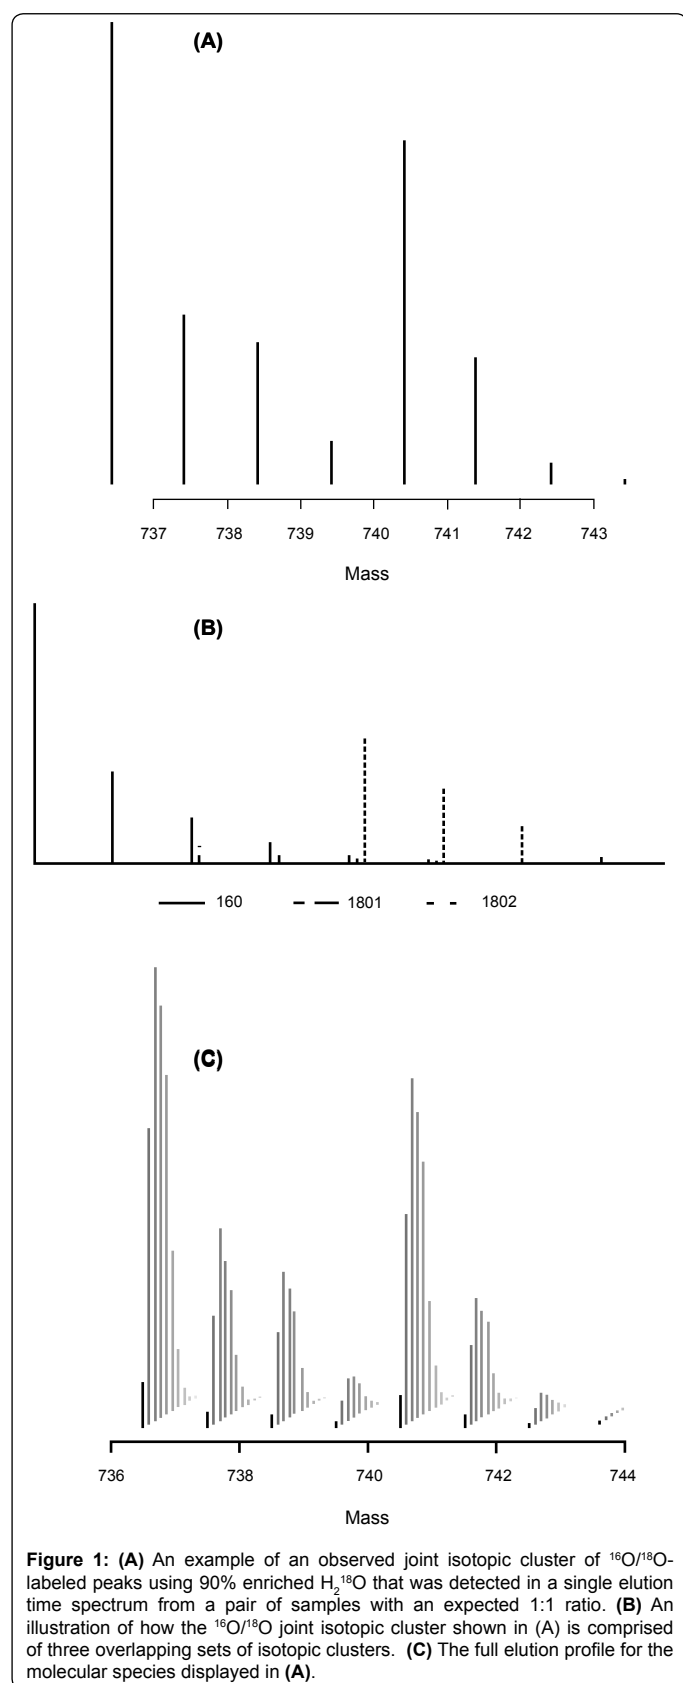 (A)
737 738 739 740 741 742 743
Mass
(B)
160 1801 1802
(C)
736 738 740 742 744
Mass
Figure 1: (A) An example of an observed joint isotopic cluster of ¹⁶O/¹⁸O-
labeled peaks using 90% enriched H₂¹⁸O that was detected in a single elution
time spectrum from a pair of samples with an expected 1:1 ratio. (B) An
illustration of how the ¹⁶O/¹⁸O joint isotopic cluster shown in (A) is comprised
of three overlapping sets of isotopic clusters. (C) The full elution profile for the
molecular species displayed in (A).